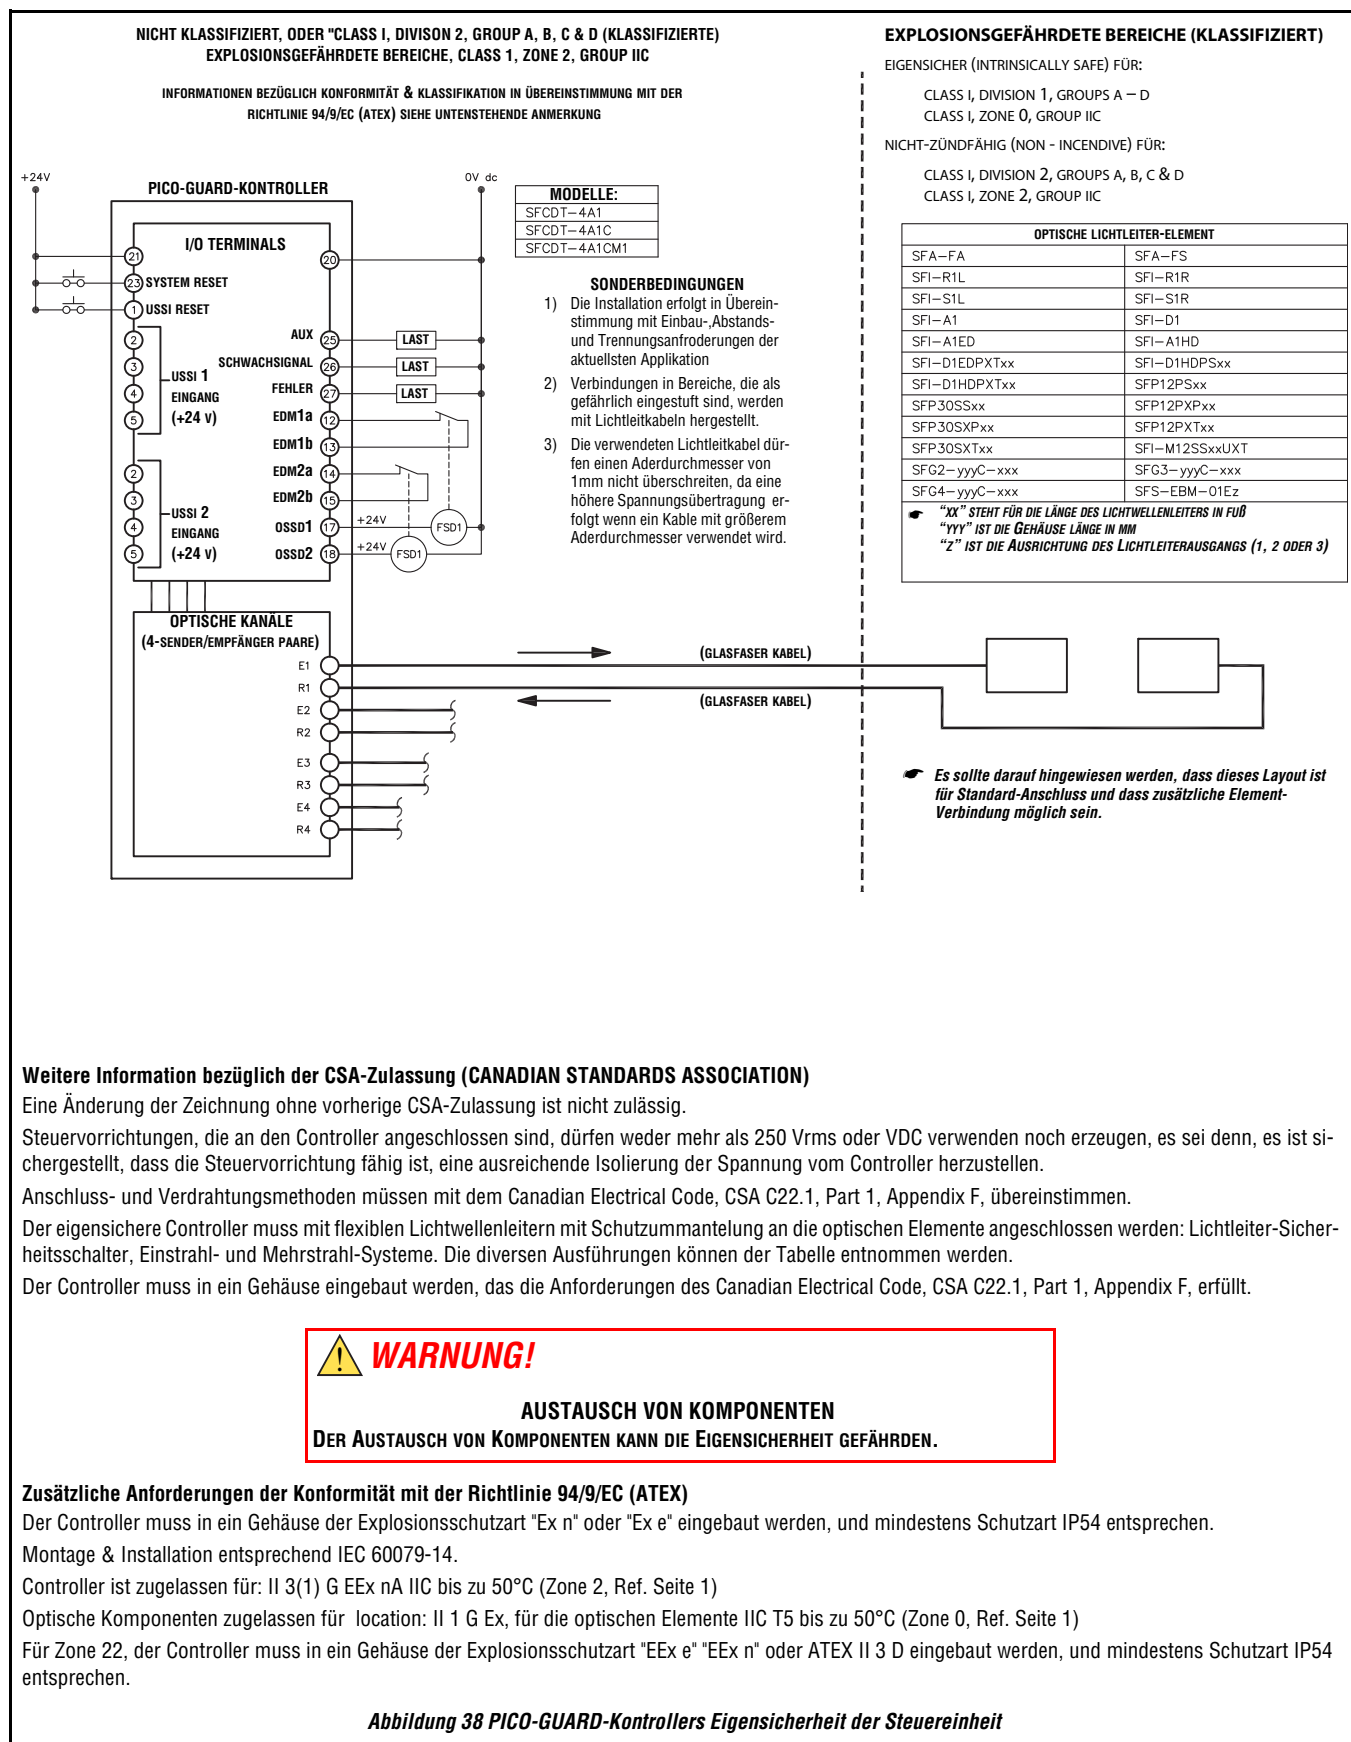 NICHT KLASSIFIZIERT, ODER "CLASS I, DIVISON 2, GROUP A, B, C & D (KLASSIFIZIERTE)
EXPLOSIONSGEFÄHRDETE BEREICHE, CLASS 1, ZONE 2, GROUP IIC
INFORMATIONEN BEZÜGLICH KONFORMITÄT & KLASSIFIKATION IN ÜBEREINSTIMMUNG MIT DER
RICHTLINIE 94/9/EC (ATEX) SIEHE UNTENSTEHENDE ANMERKUNG
EXPLOSIONSGEFÄHRDETE BEREICHE (KLASSIFIZIERT)
EIGENSICHER (INTRINSICALLY SAFE) FÜR:
CLASS I, DIVISION 1, GROUPS A – D
CLASS I, ZONE 0, GROUP IIC
NICHT-ZÜNDFÄHIG (NON - INCENDIVE) FÜR:
CLASS I, DIVISION 2, GROUPS A, B, C & D
CLASS I, ZONE 2, GROUP IIC
+24V
PICO-GUARD-KONTROLLER
0V dc
I/O TERMINALS
21
20
23 SYSTEM RESET
1 USSI RESET
2
3
4
5
USSI 1
EINGANG
(+24 V)
2
3
4
5
USSI 2
EINGANG
(+24 V)
AUX 25 LAST
SCHWACHSIGNAL 26 LAST
FEHLER 27 LAST
EDM1a 12
EDM1b 13
EDM2a 14
EDM2b 15
OSSD1 17 +24V FSD1
OSSD2 18 +24V FSD1
MODELLE:
SFCDT-4A1
SFCDT-4A1C
SFCDT-4A1CM1
SONDERBEDINGUNGEN
1) Die Installation erfolgt in Überein-
stimmung mit Einbau-,Abstands-
und Trennungsanfroderungen der
aktuellsten Applikation
2) Verbindungen in Bereiche, die als
gefährlich eingestuft sind, werden
mit Lichtleitkabeln hergestellt.
3) Die verwendeten Lichtleitkabel dür-
fen einen Aderdurchmesser von
1mm nicht überschreiten, da eine
höhere Spannungsübertragung er-
folgt wenn ein Kable mit größerem
Aderdurchmesser verwendet wird.
OPTISCHE LICHTLEITER-ELEMENT
SFA-FA SFA-FS
SFI-R1L SFI-R1R
SFI-S1L SFI-S1R
SFI-A1 SFI-D1
SFI-A1ED SFI-A1HD
SFI-D1EDPXTxx SFI-D1HDPSxx
SFI-D1HDPXTxx SFP12PSxx
SFP30SSxx SFP12PXPxx
SFP30SXPxx SFP12PXTxx
SFP30SXTxx SFI-M12SSxxUXT
SFG2-yyyC-xxx SFG3-yyyC-xxx
SFG4-yyyC-xxx SFS-EBM-01Ez
☛ "XX" STEHT FÜR DIE LÄNGE DES LICHTWELLENLEITERS IN FUß
"YYY" IST DIE GEHÄUSE LÄNGE IN MM
"Z" IST DIE AUSRICHTUNG DES LICHTLEITERAUSGANGS (1, 2 ODER 3)
OPTISCHE KANÄLE
(4-SENDER/EMPFÄNGER PAARE)
E1
R1
E2
R2
E3
R3
E4
R4
(GLASFASER KABEL)
(GLASFASER KABEL)
☛ Es sollte darauf hingewiesen werden, dass dieses Layout ist
für Standard-Anschluss und dass zusätzliche Element-
Verbindung möglich sein.
Weitere Information bezüglich der CSA-Zulassung (CANADIAN STANDARDS ASSOCIATION)
Eine Änderung der Zeichnung ohne vorherige CSA-Zulassung ist nicht zulässig.
Steuervorrichtungen, die an den Controller angeschlossen sind, dürfen weder mehr als 250 Vrms oder VDC verwenden noch erzeugen, es sei denn, es ist si-
chergestellt, dass die Steuervorrichtung fähig ist, eine ausreichende Isolierung der Spannung vom Controller herzustellen.
Anschluss- und Verdrahtungsmethoden müssen mit dem Canadian Electrical Code, CSA C22.1, Part 1, Appendix F, übereinstimmen.
Der eigensichere Controller muss mit flexiblen Lichtwellenleitern mit Schutzummantelung an die optischen Elemente angeschlossen werden: Lichtleiter-Sicher-
heitsschalter, Einstrahl- und Mehrstrahl-Systeme. Die diversen Ausführungen können der Tabelle entnommen werden.
Der Controller muss in ein Gehäuse eingebaut werden, das die Anforderungen des Canadian Electrical Code, CSA C22.1, Part 1, Appendix F, erfüllt.
WARNUNG!
AUSTAUSCH VON KOMPONENTEN
DER AUSTAUSCH VON KOMPONENTEN KANN DIE EIGENSICHERHEIT GEFÄHRDEN.
Zusätzliche Anforderungen der Konformität mit der Richtlinie 94/9/EC (ATEX)
Der Controller muss in ein Gehäuse der Explosionsschutzart "Ex n" oder "Ex e" eingebaut werden, und mindestens Schutzart IP54 entsprechen.
Montage & Installation entsprechend IEC 60079-14.
Controller ist zugelassen für: II 3(1) G EEx nA IIC bis zu 50°C (Zone 2, Ref. Seite 1)
Optische Komponenten zugelassen für location: II 1 G Ex, für die optischen Elemente IIC T5 bis zu 50°C (Zone 0, Ref. Seite 1)
Für Zone 22, der Controller muss in ein Gehäuse der Explosionsschutzart "EEx e" "EEx n" oder ATEX II 3 D eingebaut werden, und mindestens Schutzart IP54
entsprechen.
Abbildung 38 PICO-GUARD-Kontrollers Eigensicherheit der Steuereinheit